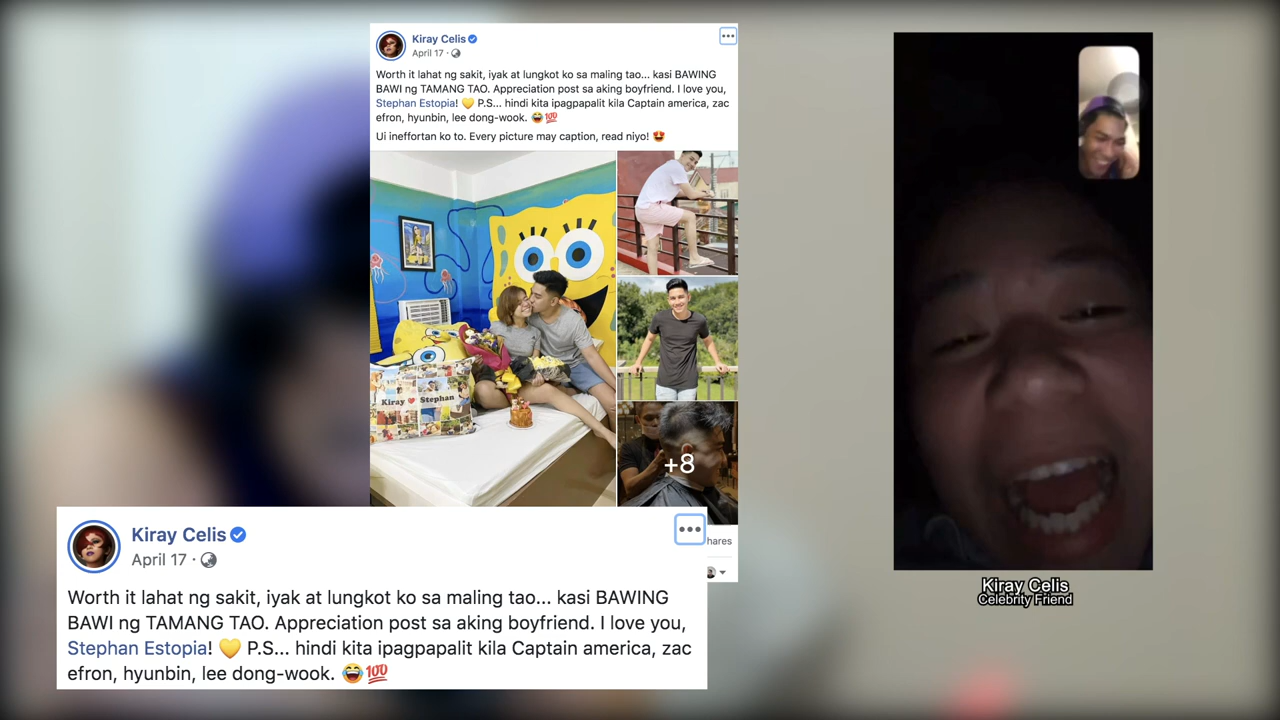 Kiray Celis
April 17 ·
Worth it lahat ng sakit, iyak at lungkot ko sa maling tao... kasi BAWING
BAWI ng TAMANG TAO. Appreciation post sa aking boyfriend. I love you,
Stephan Estopia! 💛 P.S... hindi kita ipagpapalit kila Captain america, zac
efron, hyunbin, lee dong-wook. 😂💯
Ui ineffortan ko to. Every picture may caption, read niyo! 😍
Kiray Stephan
+8
hares
Kiray Celis
April 17 ·
Worth it lahat ng sakit, iyak at lungkot ko sa maling tao... kasi BAWING
BAWI ng TAMANG TAO. Appreciation post sa aking boyfriend. I love you,
Stephan Estopia! 💛 P.S... hindi kita ipagpapalit kila Captain america, zac
efron, hyunbin, lee dong-wook. 😂💯
Kiray Celis
Celebrity Friend